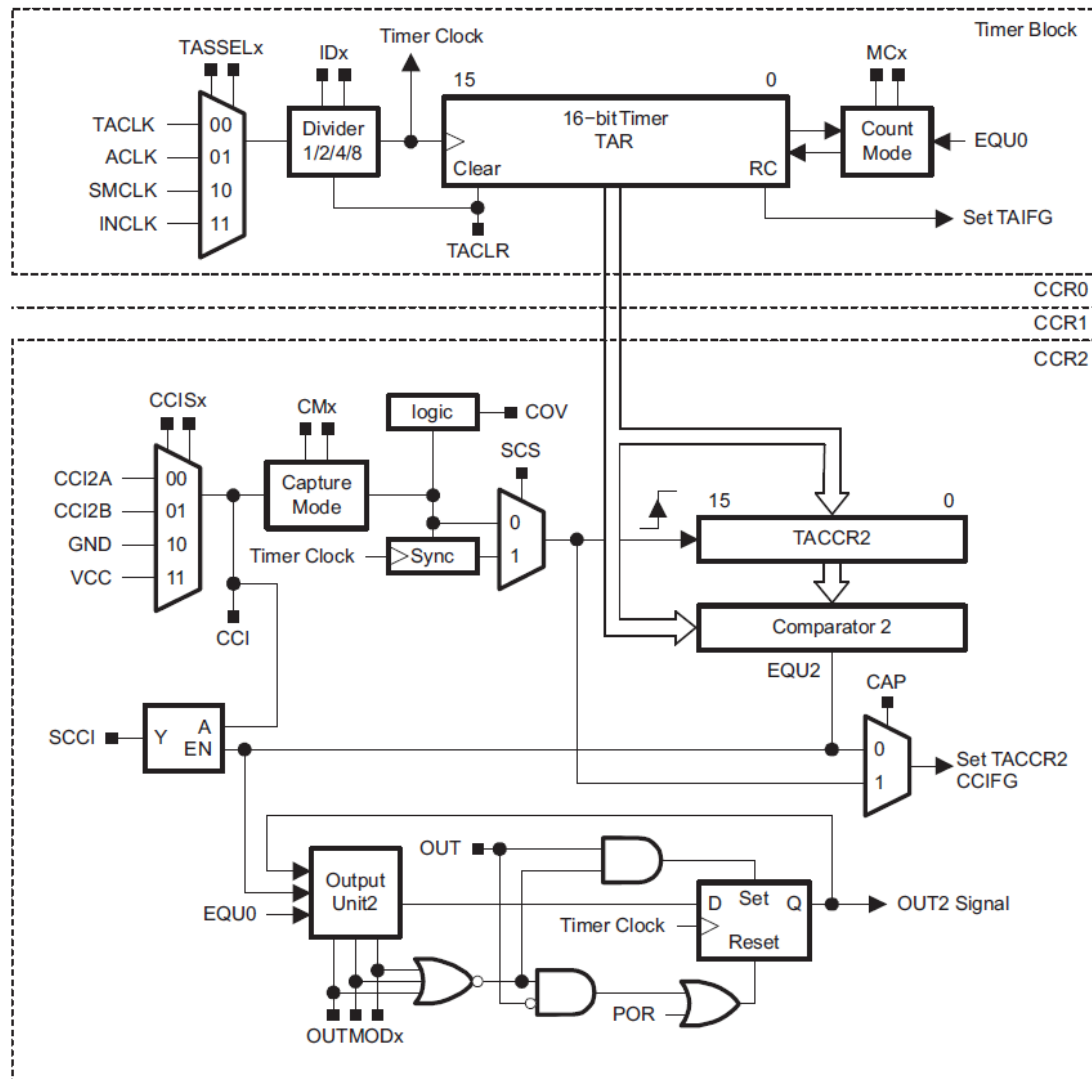 Timer Block
Timer Clock
TASSELx
IDx
MCx
15
0
TACLK
ACLK
SMCLK
INCLK
00
01
10
11
Divider
1/2/4/8
16−bit Timer
TAR
Clear
RC
Count
Mode
EQU0
Set TAIFG
TACLR
CCR0
CCR1
CCR2
CCISx
CMx
logic
COV
SCS
CCI2A
CCI2B
GND
VCC
00
01
10
11
Capture
Mode
Timer Clock
Sync
0
1
15
0
TACCR2
CCI
Comparator 2
EQU2
CAP
SCCI
Y
A
EN
0
1
Set TACCR2
CCIFG
OUT
Output
Unit2
EQU0
D
Set
Q
Timer Clock
Reset
OUT2 Signal
POR
OUTMODx